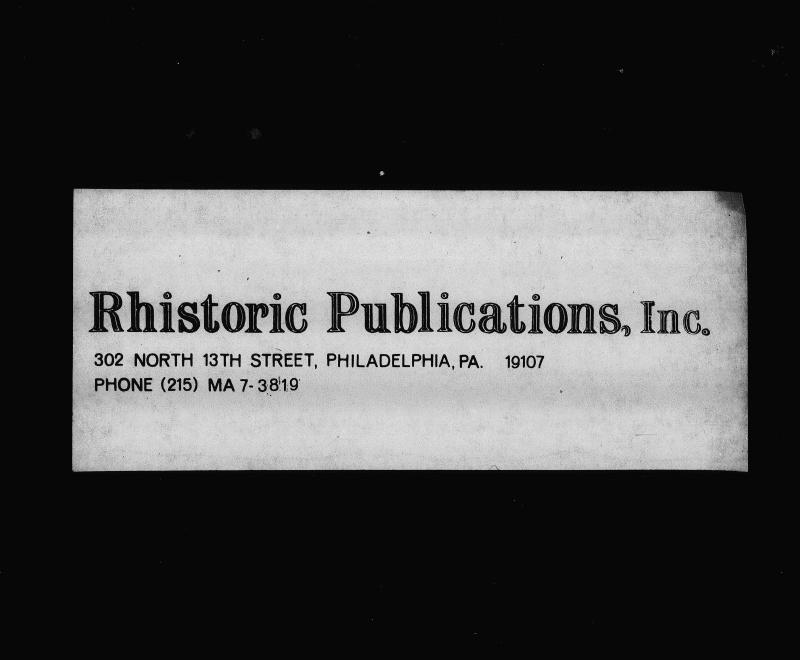 Rhistoric Publications, Inc.
302 NORTH 13TH STREET, PHILADELPHIA, PA. 19107
PHONE (215) MA 7-3819